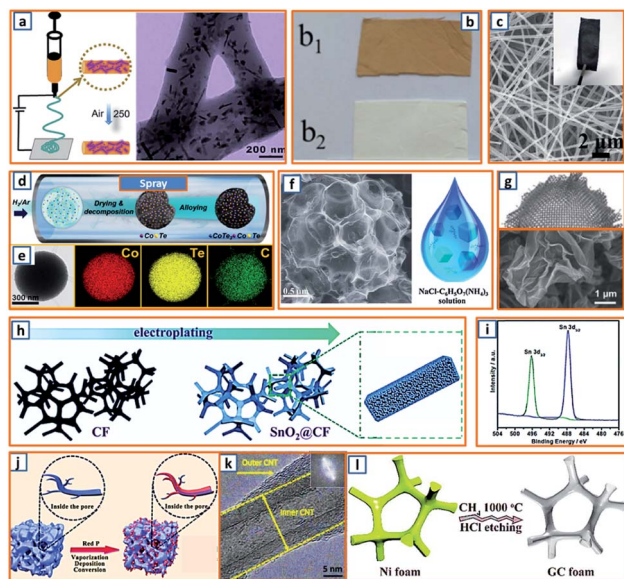 a
Air
250
200 nm
b
b₁
b₂
c
2 µm
d
Spray
H₂/Ar
Drying &
decomposition
Alloying
Co Te
CoTe₂ Co Te
e
300 nm
Co
Te
C
f
0.5 µm
NaCl-C₆H₅O₇(NH₄)₃
solution
g
1 µm
h
electroplating
CF
SnO₂@CF
i
Sn 3d₃/₂
Sn 3d₅/₂
Intensity / a.u.
504 500 496 492 488 484 480 476
Binding Energy / eV
j
Inside the pore
Inside the pore
Red P
Vaporization
Deposition
Conversion
k
Outer CNT
Inner CNT
5 nm
l
CH₄ 1000 °C
HCl etching
Ni foam
GC foam